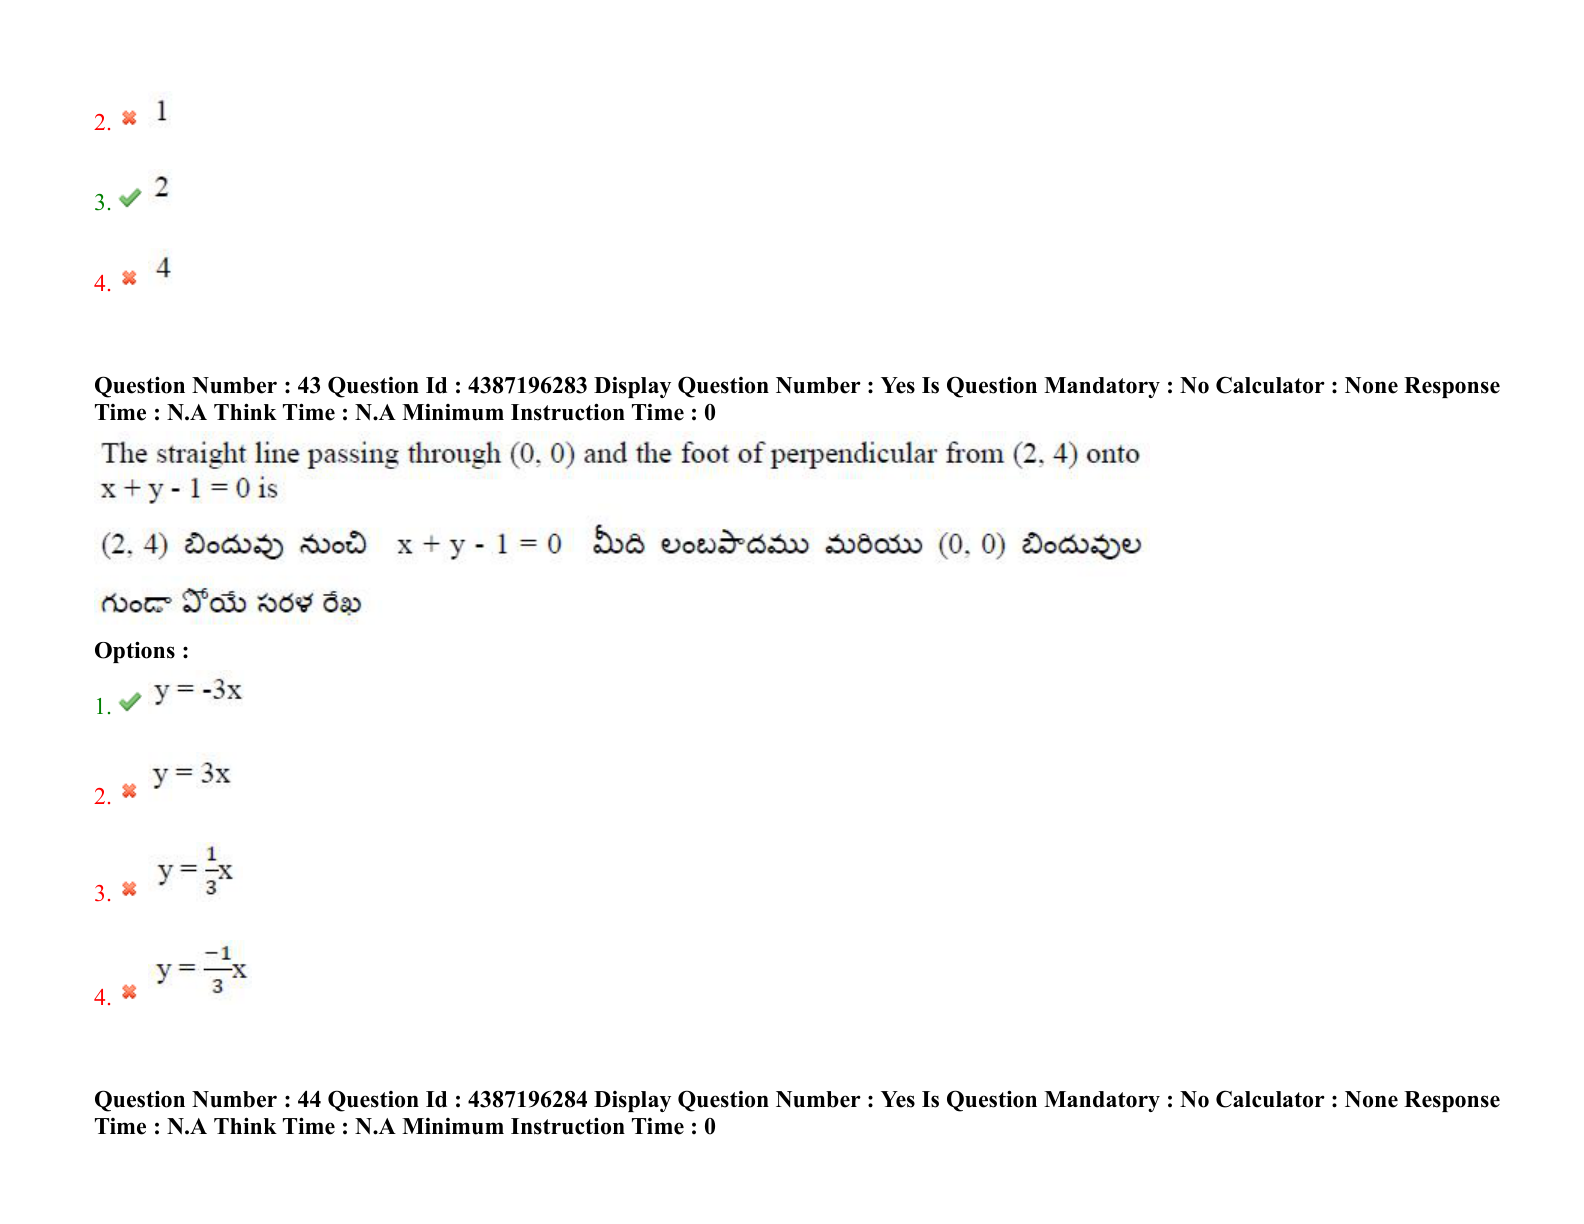 2. 1
3. 2
4. 4
Question Number : 43 Question Id : 4387196283 Display Question Number : Yes Is Question Mandatory : No Calculator : None Response
Time : N.A Think Time : N.A Minimum Instruction Time : 0
The straight line passing through (0, 0) and the foot of perpendicular from (2, 4) onto
x + y - 1 = 0 is
(2, 4) బిందువు నుంచి x + y - 1 = 0 మీది లంబపాదము మరియు (0, 0) బిందువుల
గుండా పోయే సరళ రేఖ
Options :
1. y = -3x
2. y = 3x
3. y = 1/3 x
4. y = -1/3 x
Question Number : 44 Question Id : 4387196284 Display Question Number : Yes Is Question Mandatory : No Calculator : None Response
Time : N.A Think Time : N.A Minimum Instruction Time : 0